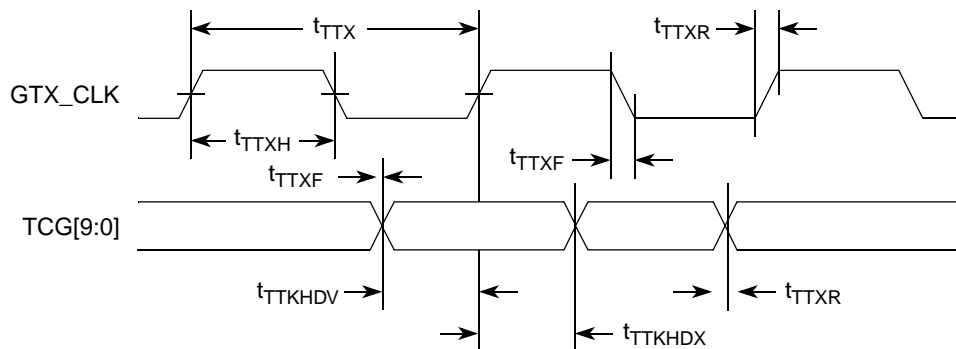 tTTX
tTTXR
GTX_CLK
tTTXH
tTTXF
tTTXF
TCG[9:0]
tTTKHDV
tTTXR
tTTKHDX